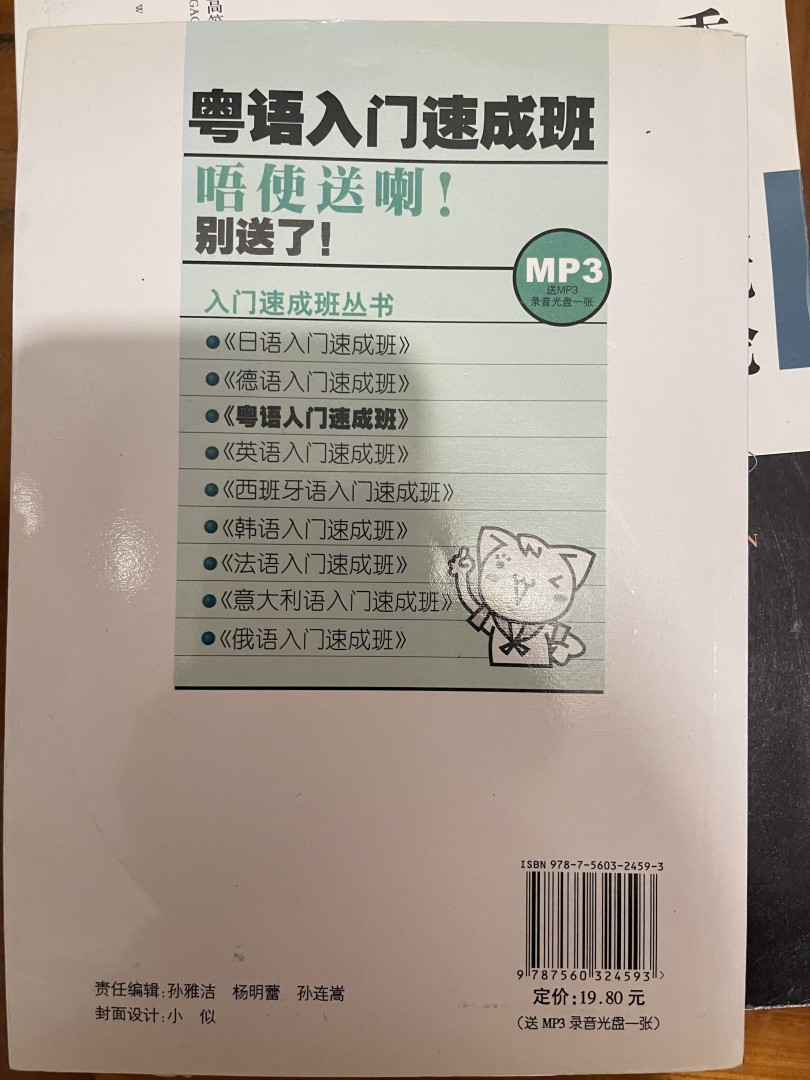 粤语入门速成班
唔使送喇！
别送了！
MP3
送MP3
录音光盘一张
入门速成班丛书
●《日语入门速成班》
●《德语入门速成班》
●《粤语入门速成班》
●《英语入门速成班》
●《西班牙语入门速成班》
●《韩语入门速成班》
●《法语入门速成班》
●《意大利语入门速成班》
●《俄语入门速成班》
ISBN 978-7-5603-2459-3
9 787560 324593>
定价:19.80 元
(送 MP3 录音光盘一张)
责任编辑:孙雅洁 杨明蕾 孙连嵩
封面设计:小 似